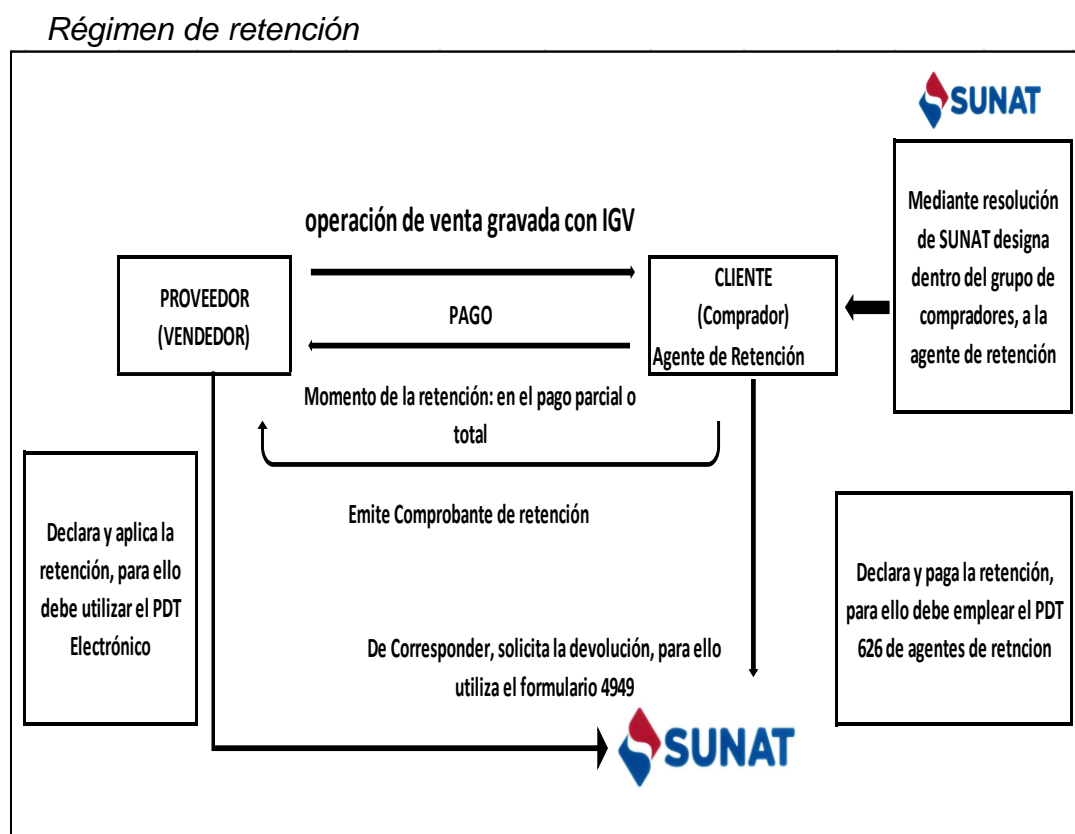 Régimen de retención
SUNAT
Mediante resolución
de SUNAT designa
dentro del grupo de
compradores, a la
agente de retención
operación de venta gravada con IGV
PROVEEDOR
(VENDEDOR)
PAGO
CLIENTE
(Comprador)
Agente de Retención
Momento de la retención: en el pago parcial o
total
Emite Comprobante de retención
Declara y aplica la
retención, para ello
debe utilizar el PDT
Electrónico
Declara y paga la retención,
para ello debe emplear el PDT
626 de agentes de retncion
De Corresponder, solicita la devolución, para ello
utiliza el formulario 4949
SUNAT